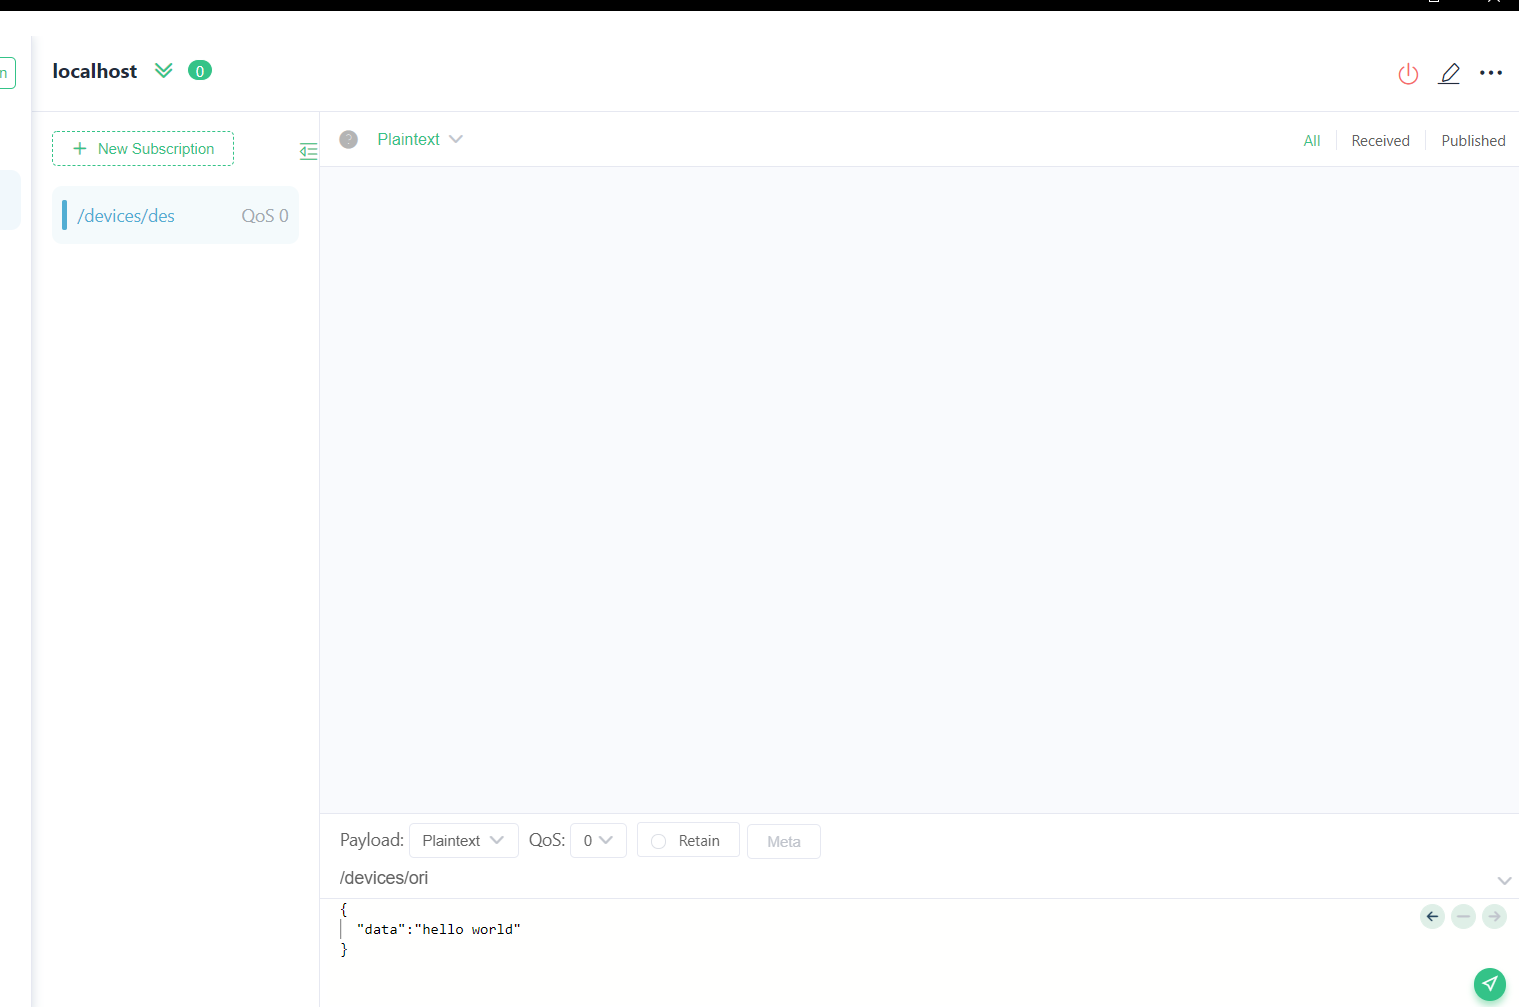 n
localhost 0
New Subscription
Plaintext
All Received Published
/devices/des QoS 0
Payload: Plaintext QoS: 0 Retain Meta
/devices/ori
{
"data":"hello world"
}